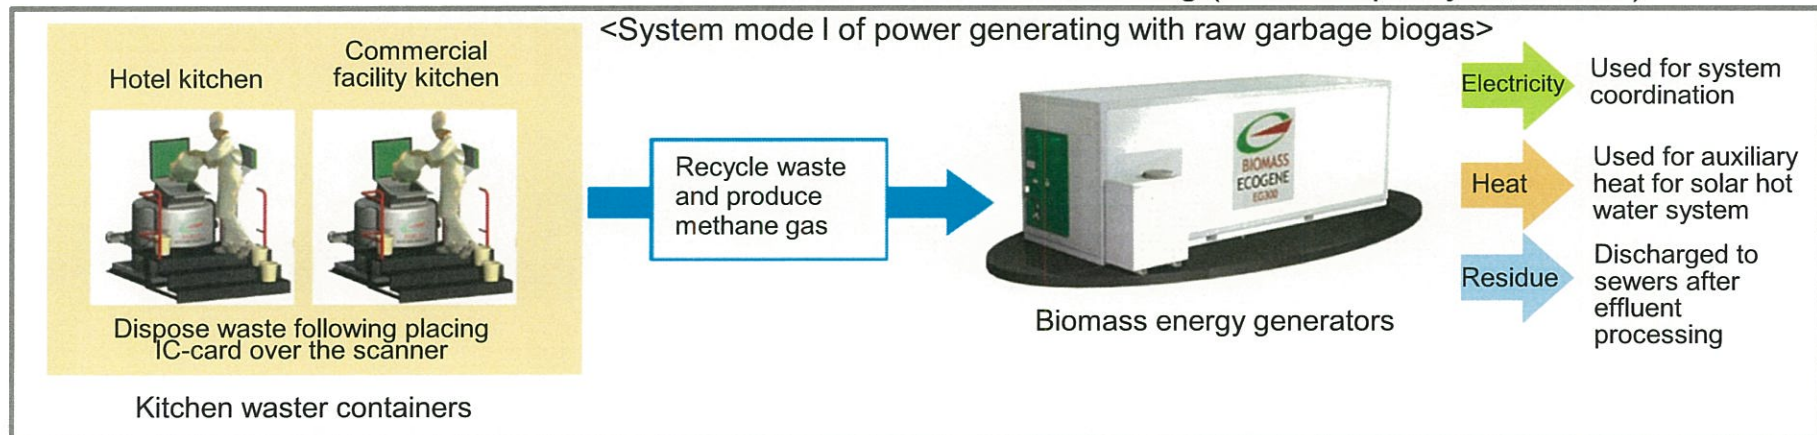 <System mode l of power generating with raw garbage biogas>
Hotel kitchen
Commercial
facility kitchen
Dispose waste following placing
IC-card over the scanner
Kitchen waster containers
Recycle waste
and produce
methane gas
BIOMASS
ECOGENE
EG300
Biomass energy generators
Electricity
Used for system
coordination
Heat
Used for auxiliary
heat for solar hot
water system
Residue
Discharged to
sewers after
effluent
processing